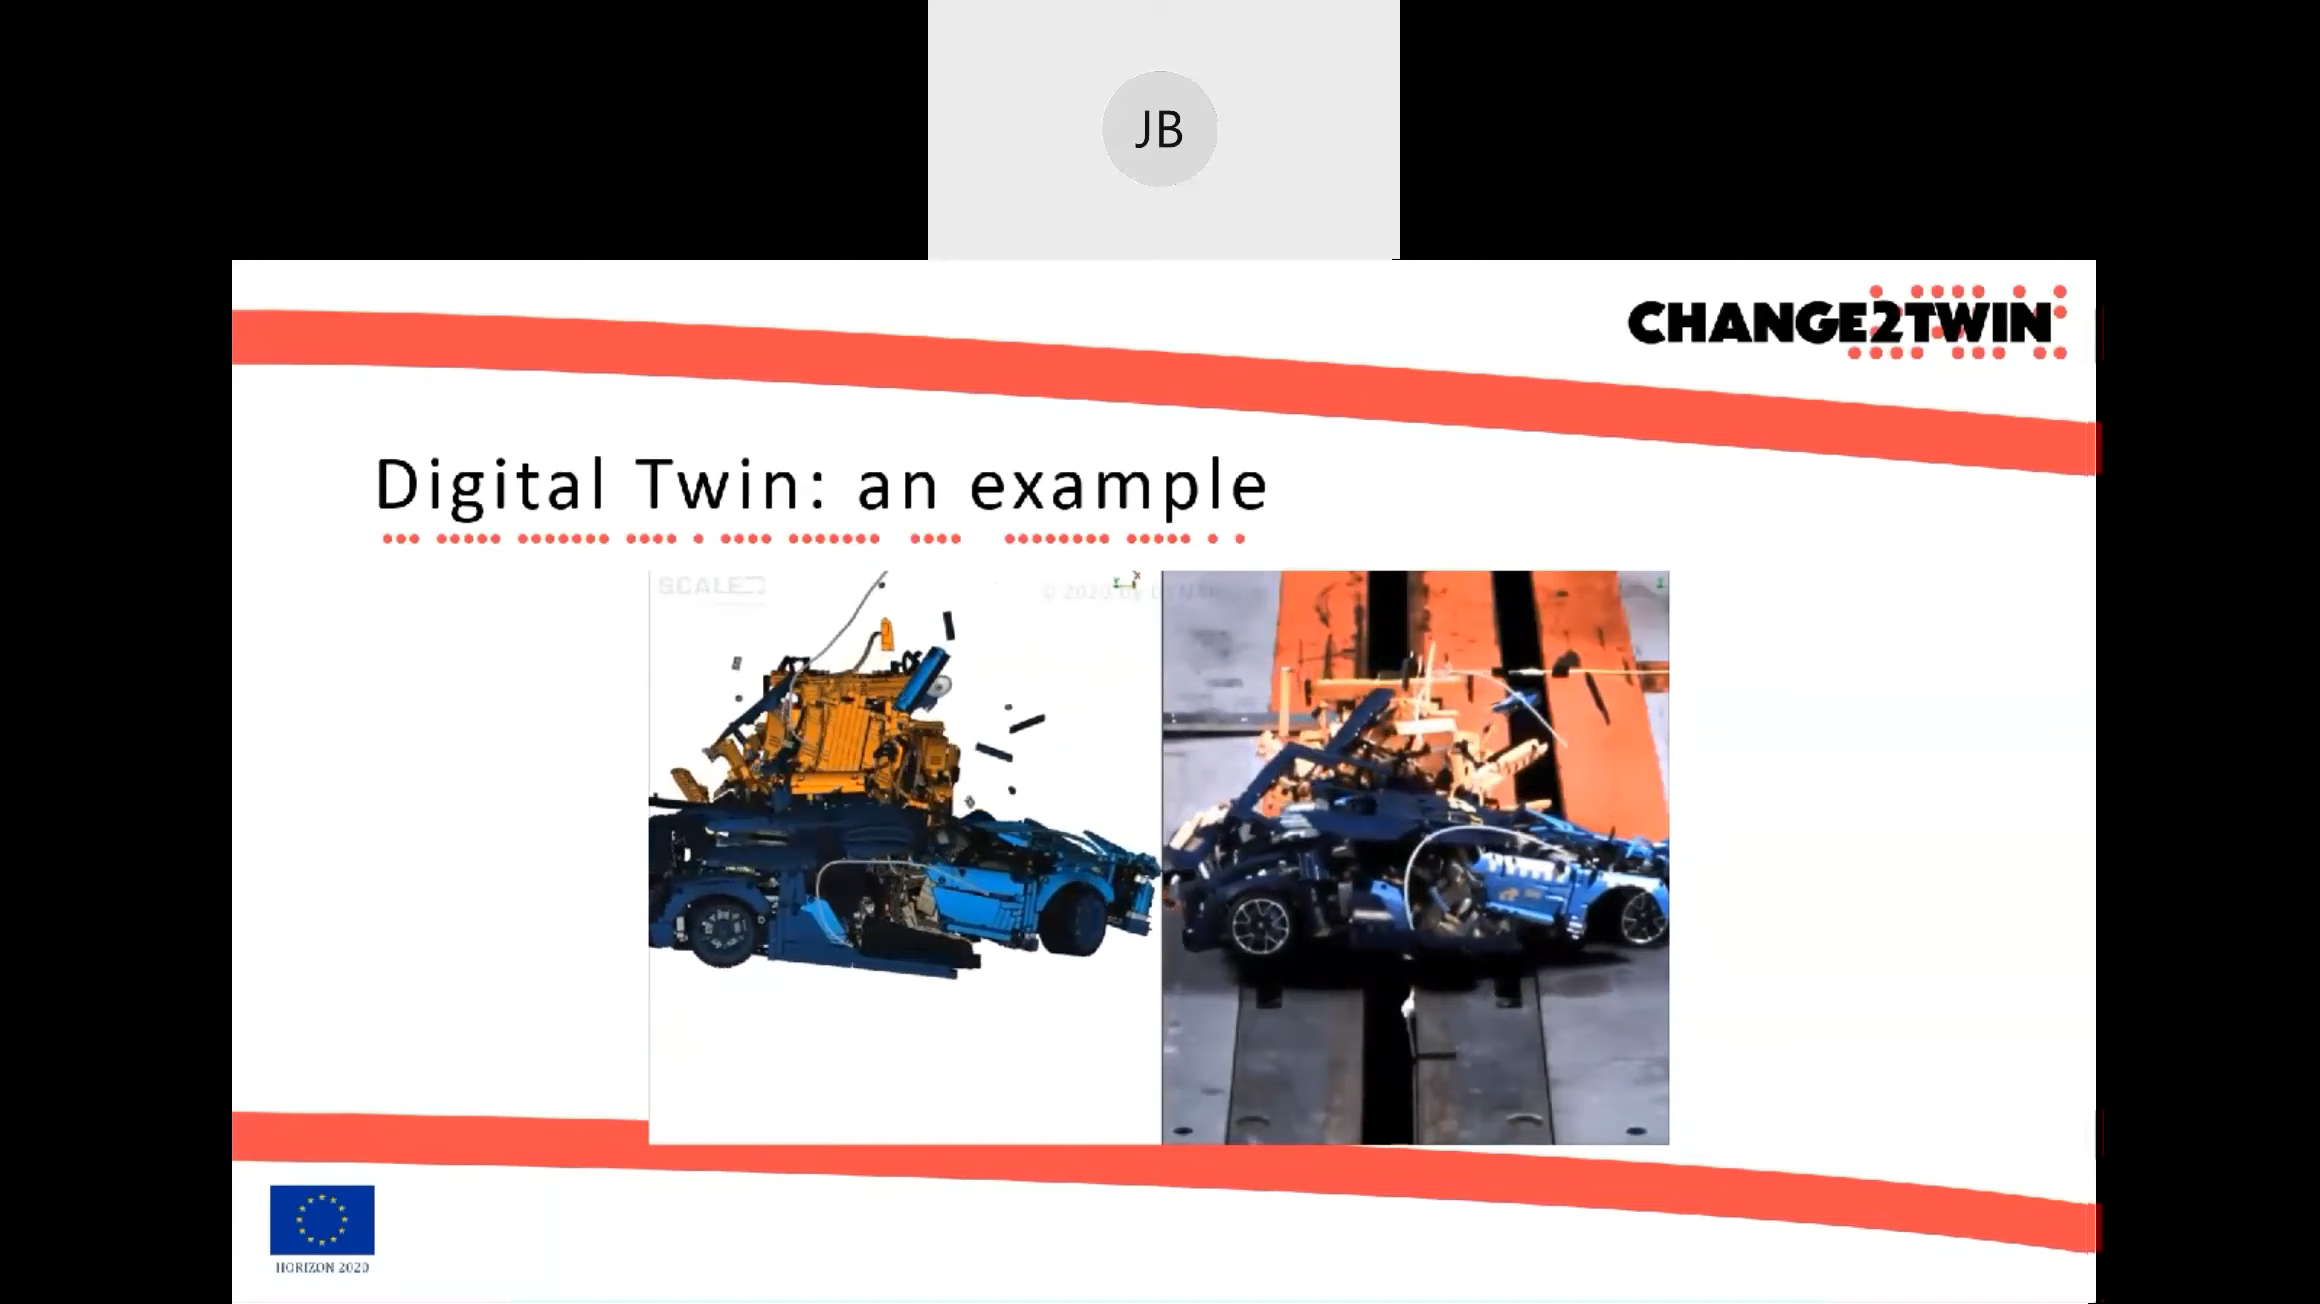 JB
CHANGE2TWIN
Digital Twin: an example
SCALE
HORIZON 2020